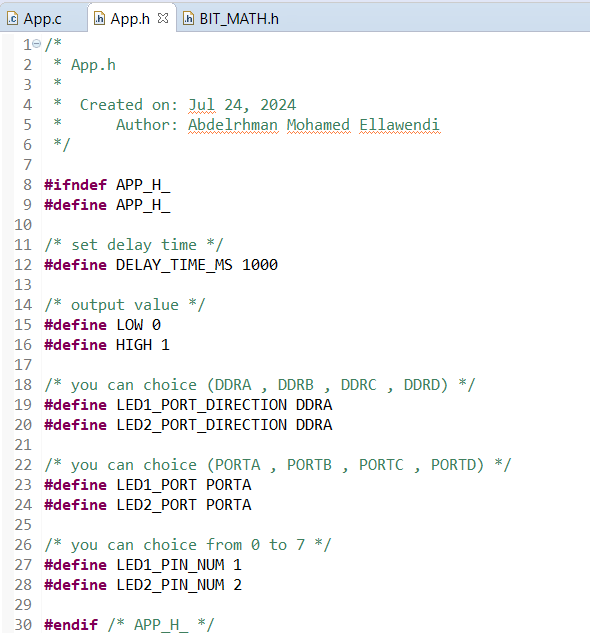 App.c App.h BIT_MATH.h
1 /*
2  * App.h
3  *
4  *  Created on: Jul 24, 2024
5  *      Author: Abdelrhman Mohamed Ellawendi
6  */
7
8 #ifndef APP_H_
9 #define APP_H_
10
11 /* set delay time */
12 #define DELAY_TIME_MS 1000
13
14 /* output value */
15 #define LOW 0
16 #define HIGH 1
17
18 /* you can choice (DDRA , DDRB , DDRC , DDRD) */
19 #define LED1_PORT_DIRECTION DDRA
20 #define LED2_PORT_DIRECTION DDRA
21
22 /* you can choice (PORTA , PORTB , PORTC , PORTD) */
23 #define LED1_PORT PORTA
24 #define LED2_PORT PORTA
25
26 /* you can choice from 0 to 7 */
27 #define LED1_PIN_NUM 1
28 #define LED2_PIN_NUM 2
29
30 #endif /* APP_H_ */